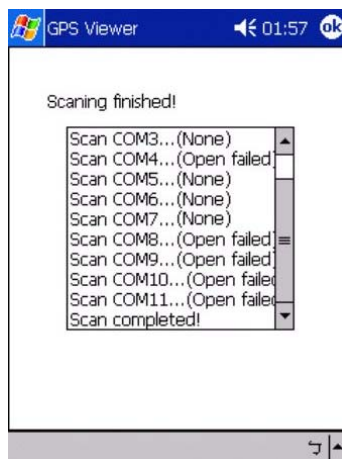 GPS Viewer 01:57 ok
Scaning finished!
Scan COM3...(None)
Scan COM4...(Open failed)
Scan COM5...(None)
Scan COM6...(None)
Scan COM7...(None)
Scan COM8...(Open failed)
Scan COM9...(Open failed)
Scan COM10...(Open failed
Scan COM11...(Open failed
Scan completed!
ㄅ